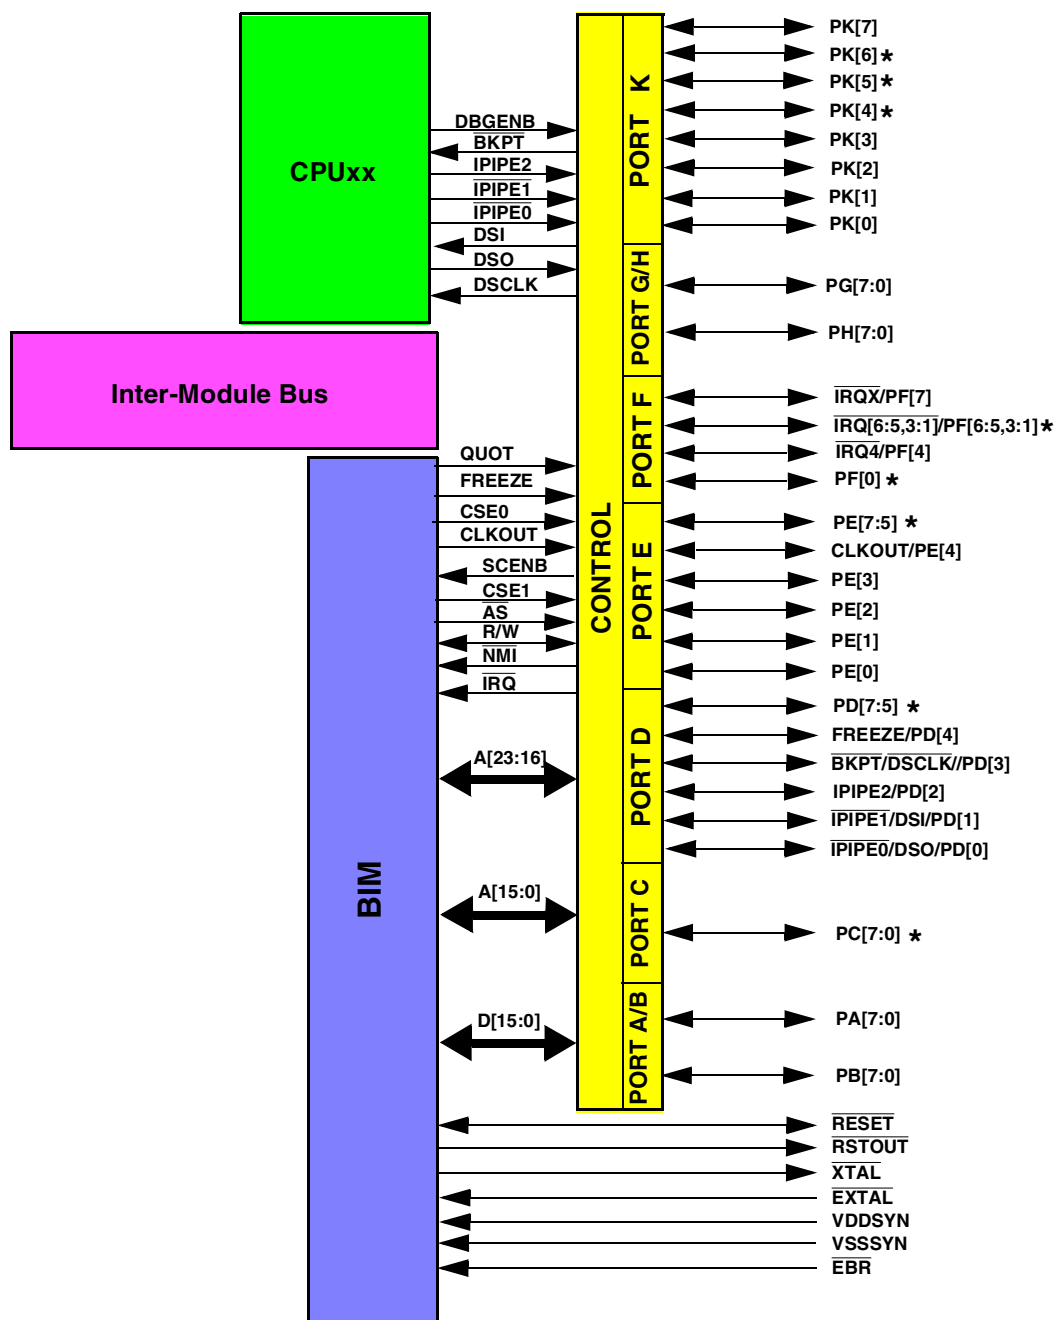 PK[7]
PK[6]*
PK[5]*
PK[4]*
PK[3]
PK[2]
PK[1]
PK[0]
PORT K
CPUxx
DBGENB
BKPT
IPIPE2
IPIPE1
IPIPE0
DSI
DSO
DSCLK
PORT G/H
PG[7:0]
PH[7:0]
Inter-Module Bus
PORT F
IRQX/PF[7]
IRQ[6:5,3:1]/PF[6:5,3:1]*
IRQ4/PF[4]
PF[0]*
CONTROL
QUOT
FREEZE
CSE0
CLKOUT
SCENB
CSE1
AS
R/W
NMI
IRQ
PORT E
PE[7:5]*
CLKOUT/PE[4]
PE[3]
PE[2]
PE[1]
PE[0]
PORT D
PD[7:5]*
FREEZE/PD[4]
BKPT/DSCLK//PD[3]
IPIPE2/PD[2]
IPIPE1/DSI/PD[1]
IPIPE0/DSO/PD[0]
A[23:16]
BIM
A[15:0]
PORT C
PC[7:0]*
D[15:0]
PORT A/B
PA[7:0]
PB[7:0]
RESET
RSTOUT
XTAL
EXTAL
VDDSYN
VSSSYN
EBR